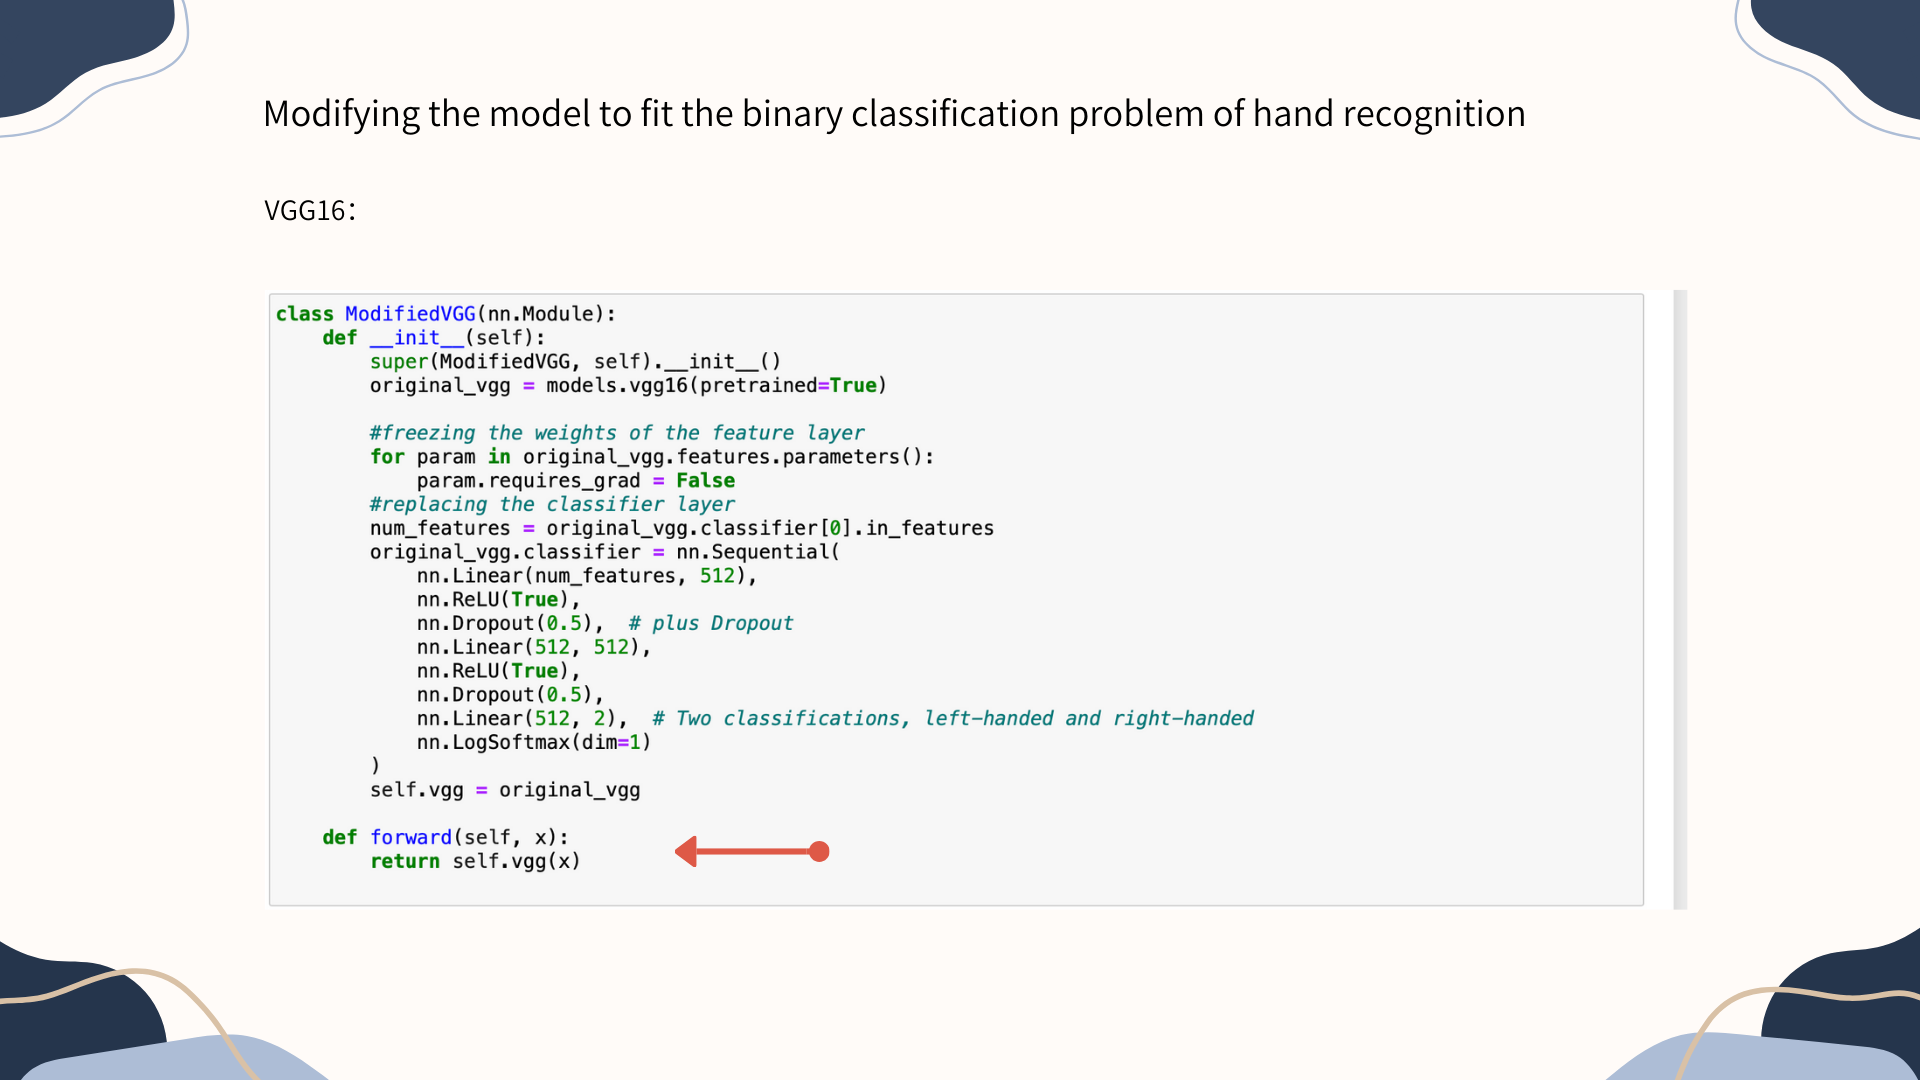 Modifying the model to fit the binary classification problem of hand recognition
VGG16：
class ModifiedVGG(nn.Module):
    def __init__(self):
        super(ModifiedVGG, self).__init__()
        original_vgg = models.vgg16(pretrained=True)
        #freezing the weights of the feature layer
        for param in original_vgg.features.parameters():
            param.requires_grad = False
        #replacing the classifier layer
        num_features = original_vgg.classifier[0].in_features
        original_vgg.classifier = nn.Sequential(
            nn.Linear(num_features, 512),
            nn.ReLU(True),
            nn.Dropout(0.5),  # plus Dropout
            nn.Linear(512, 512),
            nn.ReLU(True),
            nn.Dropout(0.5),
            nn.Linear(512, 2),  # Two classifications, left-handed and right-handed
            nn.LogSoftmax(dim=1)
        )
        self.vgg = original_vgg
    def forward(self, x):
        return self.vgg(x)